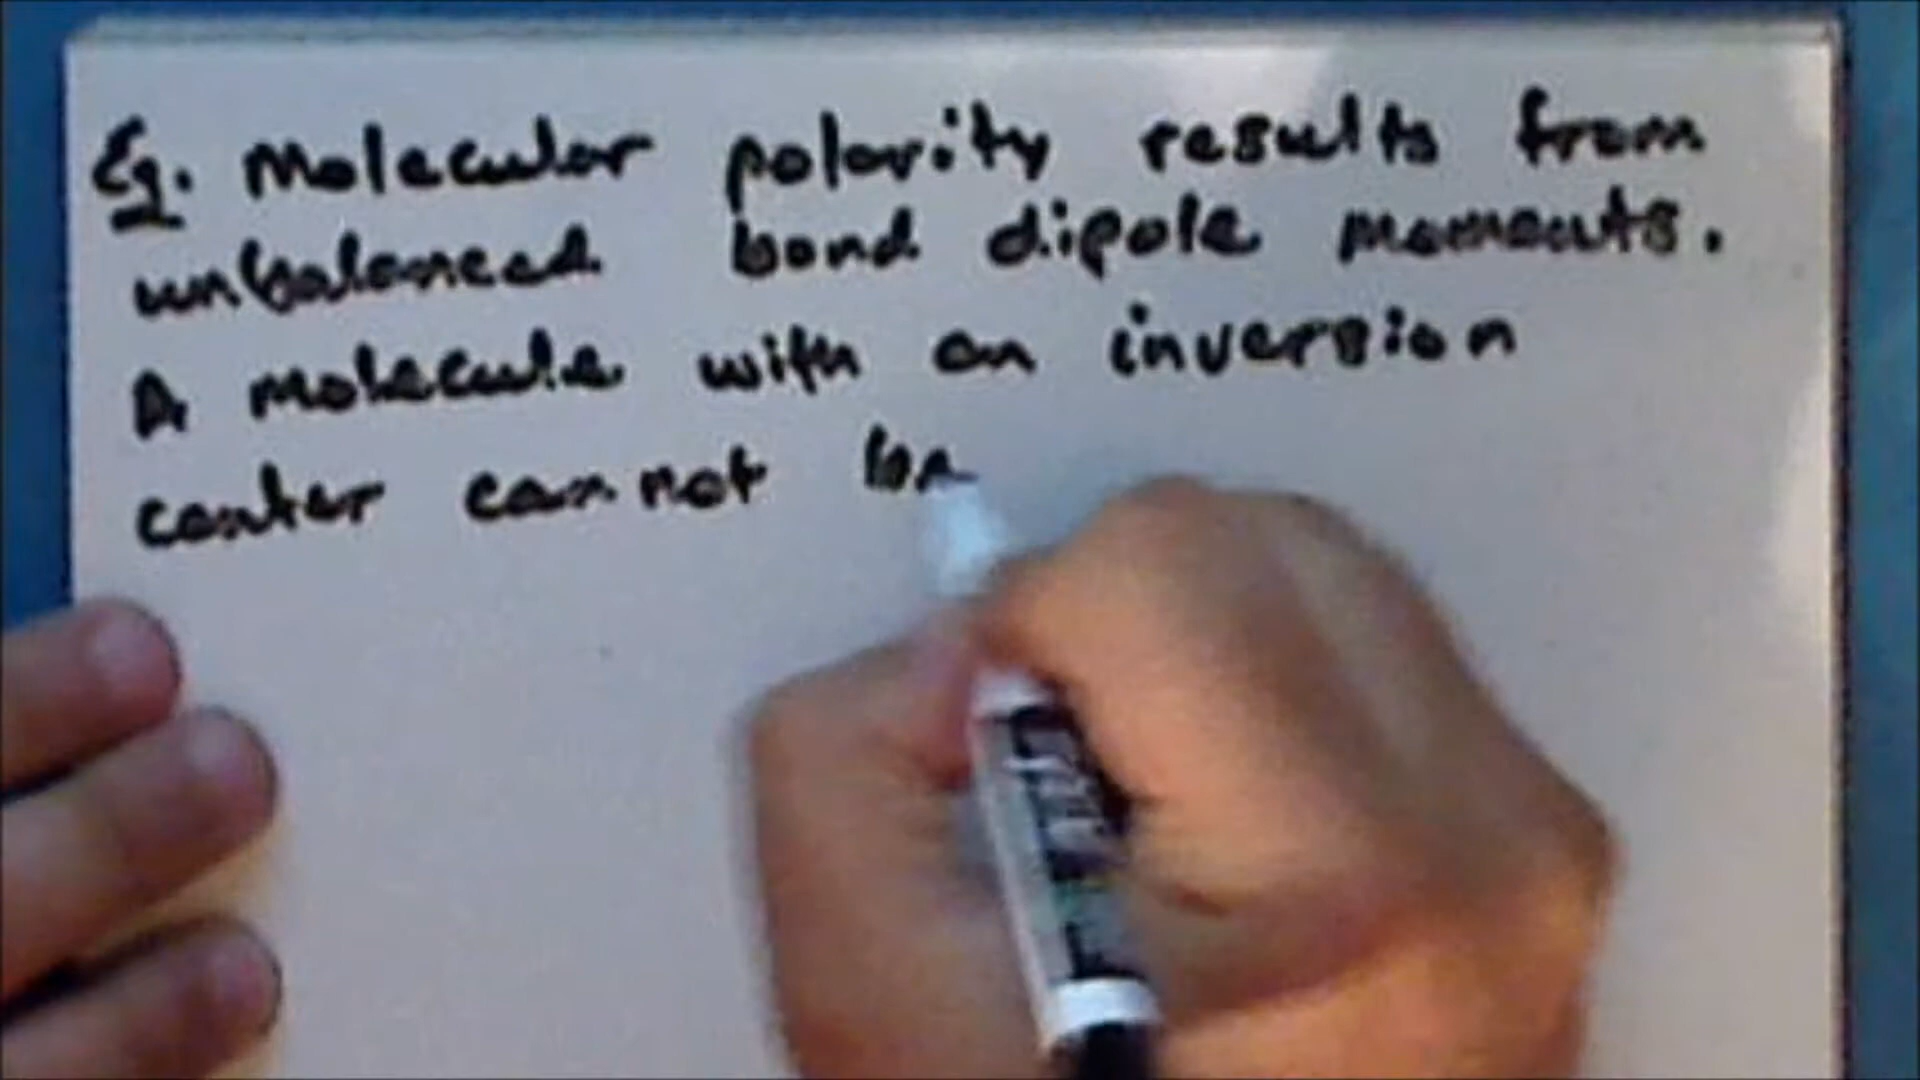 Eg. Molecular polarity results from
unbalanced bond dipole moments.
A molecule with an inversion
center cannot be